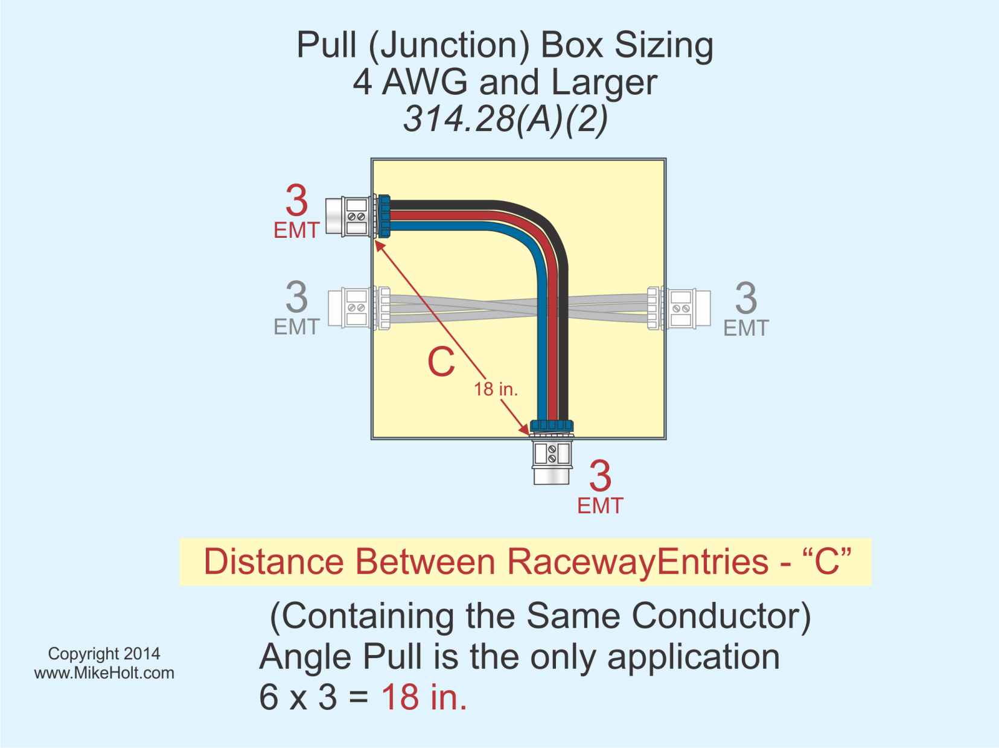 Pull (Junction) Box Sizing
4 AWG and Larger
314.28(A)(2)
3
EMT
3
EMT
3
EMT
C
18 in.
3
EMT
Distance Between RacewayEntries - “C”
(Containing the Same Conductor)
Angle Pull is the only application
6 x 3 = 18 in.
Copyright 2014
www.MikeHolt.com